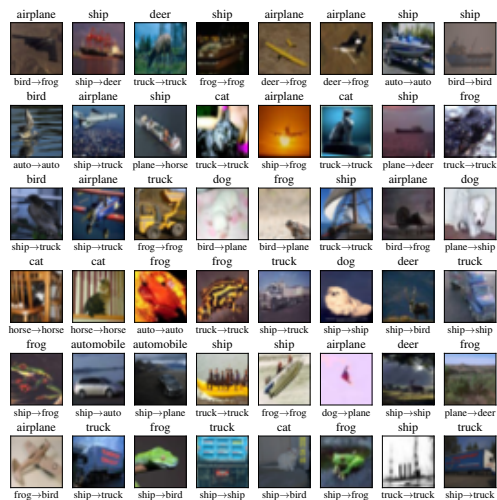 airplane ship deer ship airplane airplane ship ship
bird→frog ship→deer truck→truck frog→frog deer→frog deer→frog auto→auto bird→bird
bird airplane ship cat airplane cat ship frog
auto→auto ship→truck plane→horse truck→truck ship→frog truck→truck plane→deer truck→truck
bird airplane truck dog frog ship airplane dog
ship→truck ship→truck frog→frog bird→plane bird→plane truck→truck bird→frog plane→ship
cat cat frog frog truck dog deer truck
horse→horse horse→horse auto→auto truck→truck ship→truck ship→ship ship→bird ship→ship
frog automobile automobile ship ship airplane deer frog
ship→frog ship→auto ship→plane truck→truck frog→frog dog→plane ship→ship plane→deer
airplane truck frog truck cat frog ship truck
frog→bird ship→truck ship→bird ship→ship ship→bird ship→frog truck→truck ship→truck